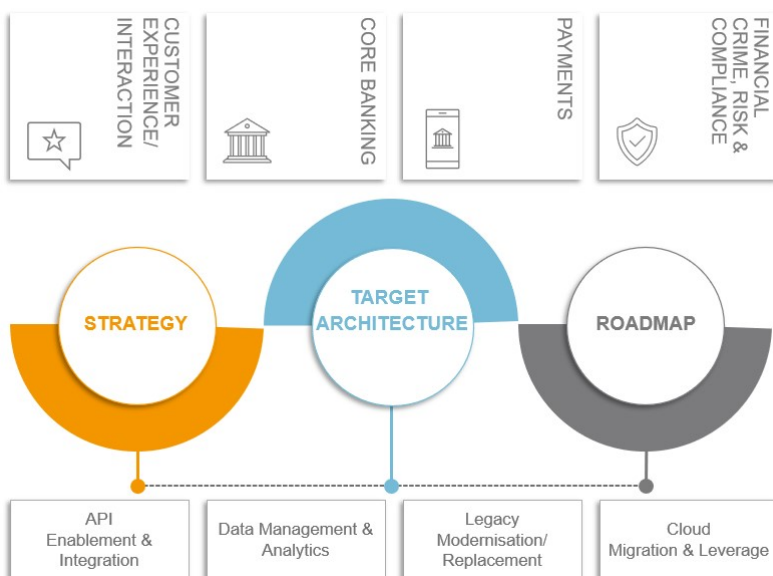 CUSTOMER
EXPERIENCE/
INTERACTION
CORE BANKING
PAYMENTS
FINANCIAL
CRIME, RISK &
COMPLIANCE
STRATEGY
TARGET
ARCHITECTURE
ROADMAP
API
Enablement &
Integration
Data Management &
Analytics
Legacy
Modernisation/
Replacement
Cloud
Migration & Leverage